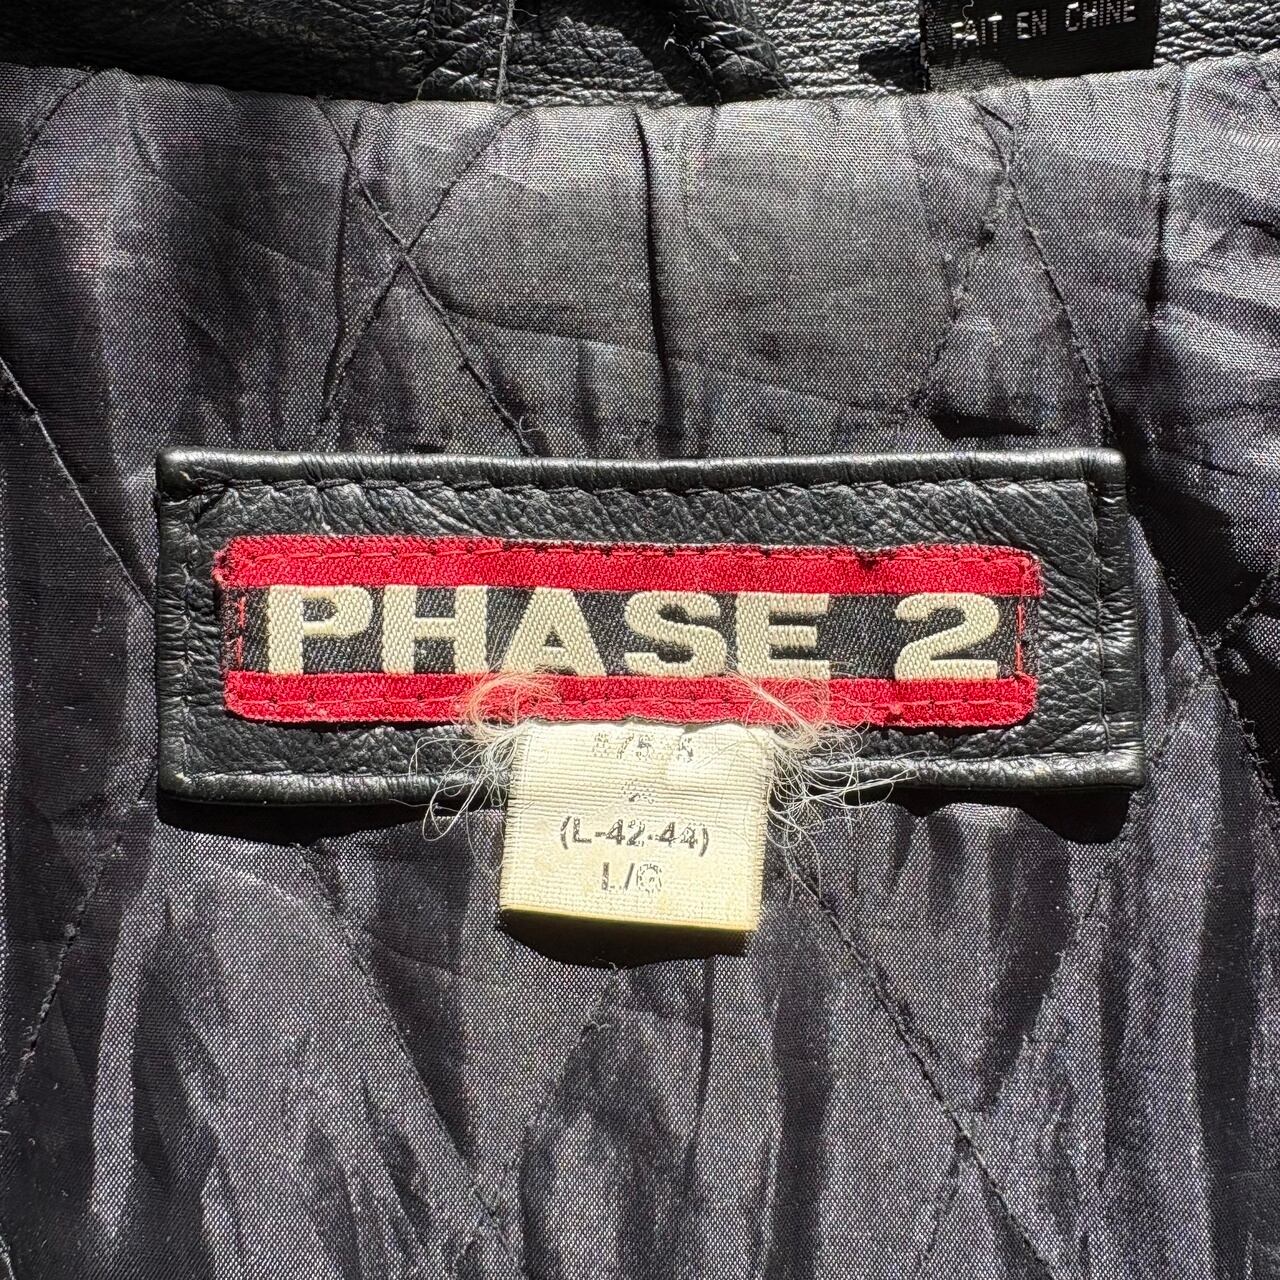 FAIT EN CHINE
PHASE 2
(L-42-44)
L/G